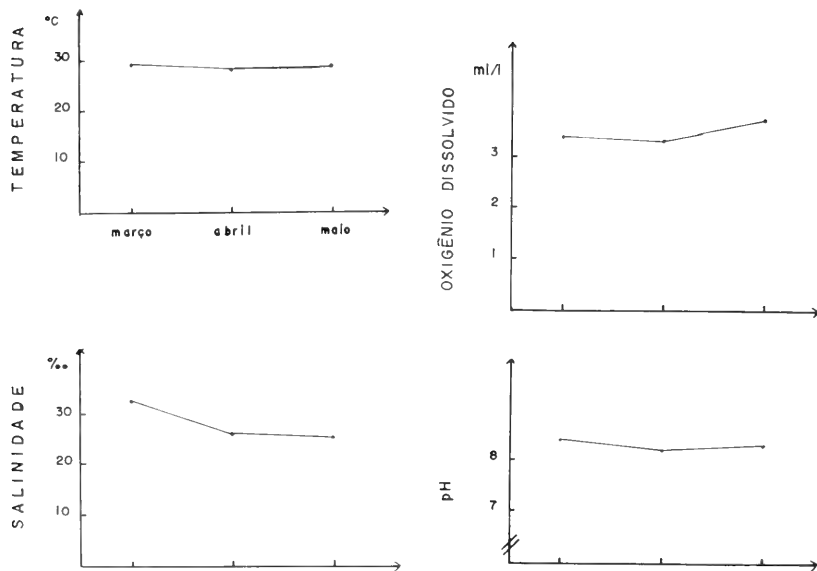 TEMPERATURA
°C
30
20
10
março abril maio
OXIGÊNIO DISSOLVIDO
ml/l
3
2
1
SALINIDADE
%oo
30
20
10
pH
8
7